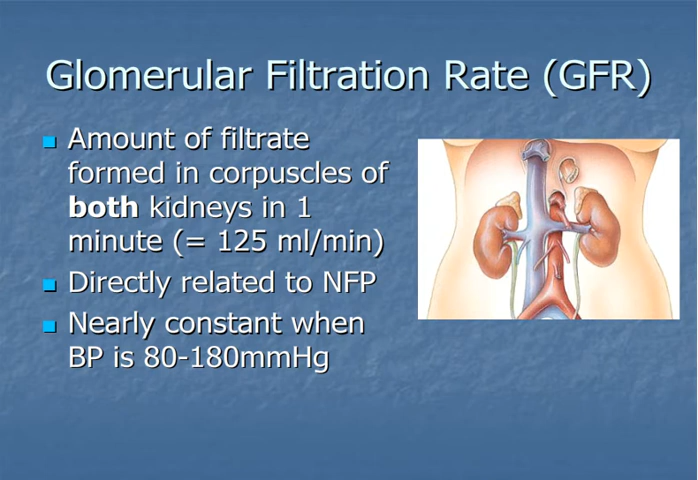 Glomerular Filtration Rate (GFR)
Amount of filtrate
formed in corpuscles of
both kidneys in 1
minute (= 125 ml/min)
Directly related to NFP
Nearly constant when
BP is 80-180mmHg